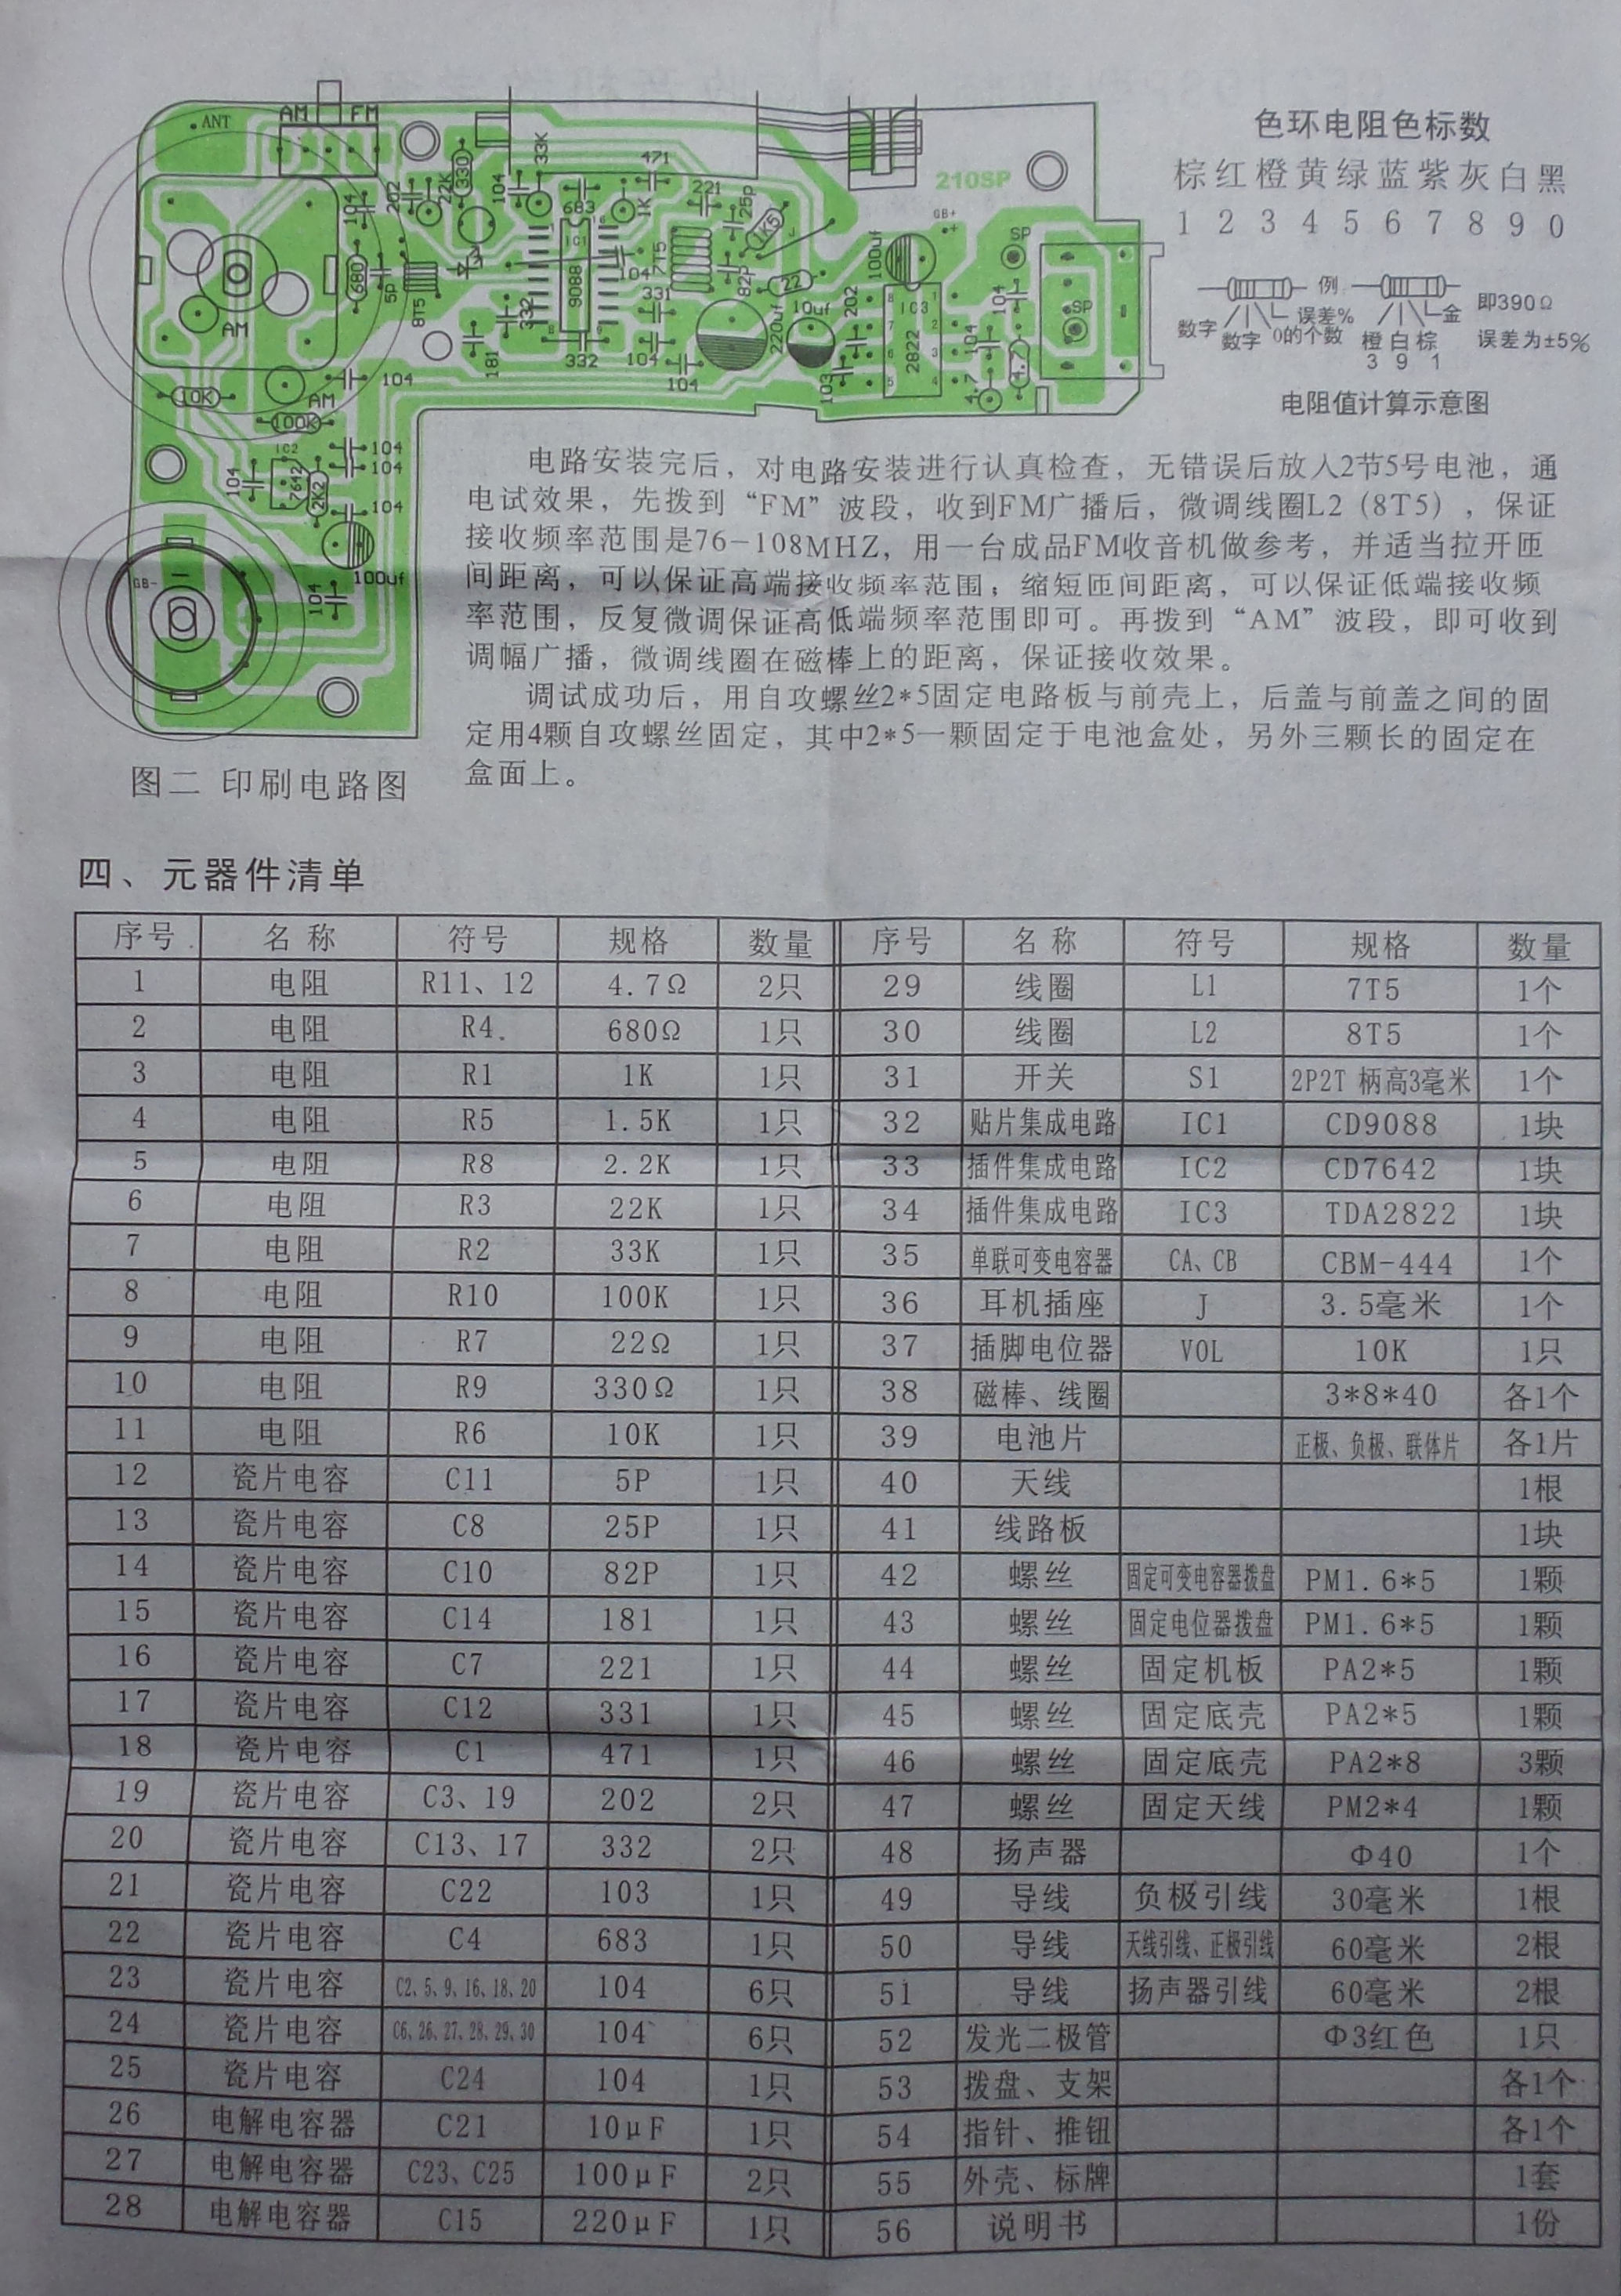 ANT
AM FM
33K
471
104
202
22K
330
104
683
1K
221
25P
1K5
210SP
GB+
SP
680
5P
8T5
IC1
9088
104
7T5
82P
22
100uf
331
332
332
181
104
104
220uf
10uf
202
IC3
2822
103
104
104
4.7
4.7
SP
AM
10K
104
AM
100k
104
104
IC2
7642
2K2
104
104
100uf
104
GB-
色环电阻色标数
棕红橙黄绿蓝紫灰白黑
1 2 3 4 5 6 7 8 9 0
例
数字 数字 0的个数 误差%
橙 白 棕 金
3 9 1
即390Ω
误差为±5%
电阻值计算示意图
电路安装完后，对电路安装进行认真检查，无错误后放入2节5号电池，通
电试效果，先拨到“FM”波段，收到FM广播后，微调线圈L2（8T5），保证
接收频率范围是76-108MHZ，用一台成品FM收音机做参考，并适当拉开匝
间距离，可以保证高端接收频率范围；缩短匝间距离，可以保证低端接收频
率范围，反复微调保证高低端频率范围即可。再拨到“AM”波段，即可收到
调幅广播，微调线圈在磁棒上的距离，保证接收效果。
调试成功后，用自攻螺丝2*5固定电路板与前壳上，后盖与前盖之间的固
定用4颗自攻螺丝固定，其中2*5一颗固定于电池盒处，另外三颗长的固定在
盒面上。
图二 印刷电路图
四、元器件清单
序号 名称 符号 规格 数量 序号 名称 符号 规格 数量
1 电阻 R11、12 4.7Ω 2只 29 线圈 L1 7T5 1个
2 电阻 R4. 680Ω 1只 30 线圈 L2 8T5 1个
3 电阻 R1 1K 1只 31 开关 S1 2P2T 柄高3毫米 1个
4 电阻 R5 1.5K 1只 32 贴片集成电路 IC1 CD9088 1块
5 电阻 R8 2.2K 1只 33 插件集成电路 IC2 CD7642 1块
6 电阻 R3 22K 1只 34 插件集成电路 IC3 TDA2822 1块
7 电阻 R2 33K 1只 35 单联可变电容器 CA、CB CBM-444 1个
8 电阻 R10 100K 1只 36 耳机插座 J 3.5毫米 1个
9 电阻 R7 22Ω 1只 37 插脚电位器 VOL 10K 1只
10 电阻 R9 330Ω 1只 38 磁棒、线圈 3*8*40 各1个
11 电阻 R6 10K 1只 39 电池片 正极、负极、联体片 各1片
12 瓷片电容 C11 5P 1只 40 天线 1根
13 瓷片电容 C8 25P 1只 41 线路板 1块
14 瓷片电容 C10 82P 1只 42 螺丝 固定可变电容器拨盘 PM1.6*5 1颗
15 瓷片电容 C14 181 1只 43 螺丝 固定电位器拨盘 PM1.6*5 1颗
16 瓷片电容 C7 221 1只 44 螺丝 固定机板 PA2*5 1颗
17 瓷片电容 C12 331 1只 45 螺丝 固定底壳 PA2*5 1颗
18 瓷片电容 C1 471 1只 46 螺丝 固定底壳 PA2*8 3颗
19 瓷片电容 C3、19 202 2只 47 螺丝 固定天线 PM2*4 1颗
20 瓷片电容 C13、17 332 2只 48 扬声器 Φ40 1个
21 瓷片电容 C22 103 1只 49 导线 负极引线 30毫米 1根
22 瓷片电容 C4 683 1只 50 导线 天线引线、正极引线 60毫米 2根
23 瓷片电容 C2、5、9、16、18、20 104 6只 51 导线 扬声器引线 60毫米 2根
24 瓷片电容 C6、26、27、28、29、30 104 6只 52 发光二极管 Φ3红色 1只
25 瓷片电容 C24 104 1只 53 拨盘、支架 各1个
26 电解电容器 C21 10μF 1只 54 指针、推钮 各1个
27 电解电容器 C23、C25 100μF 2只 55 外壳、标牌 1套
28 电解电容器 C15 220μF 1只 56 说明书 1份